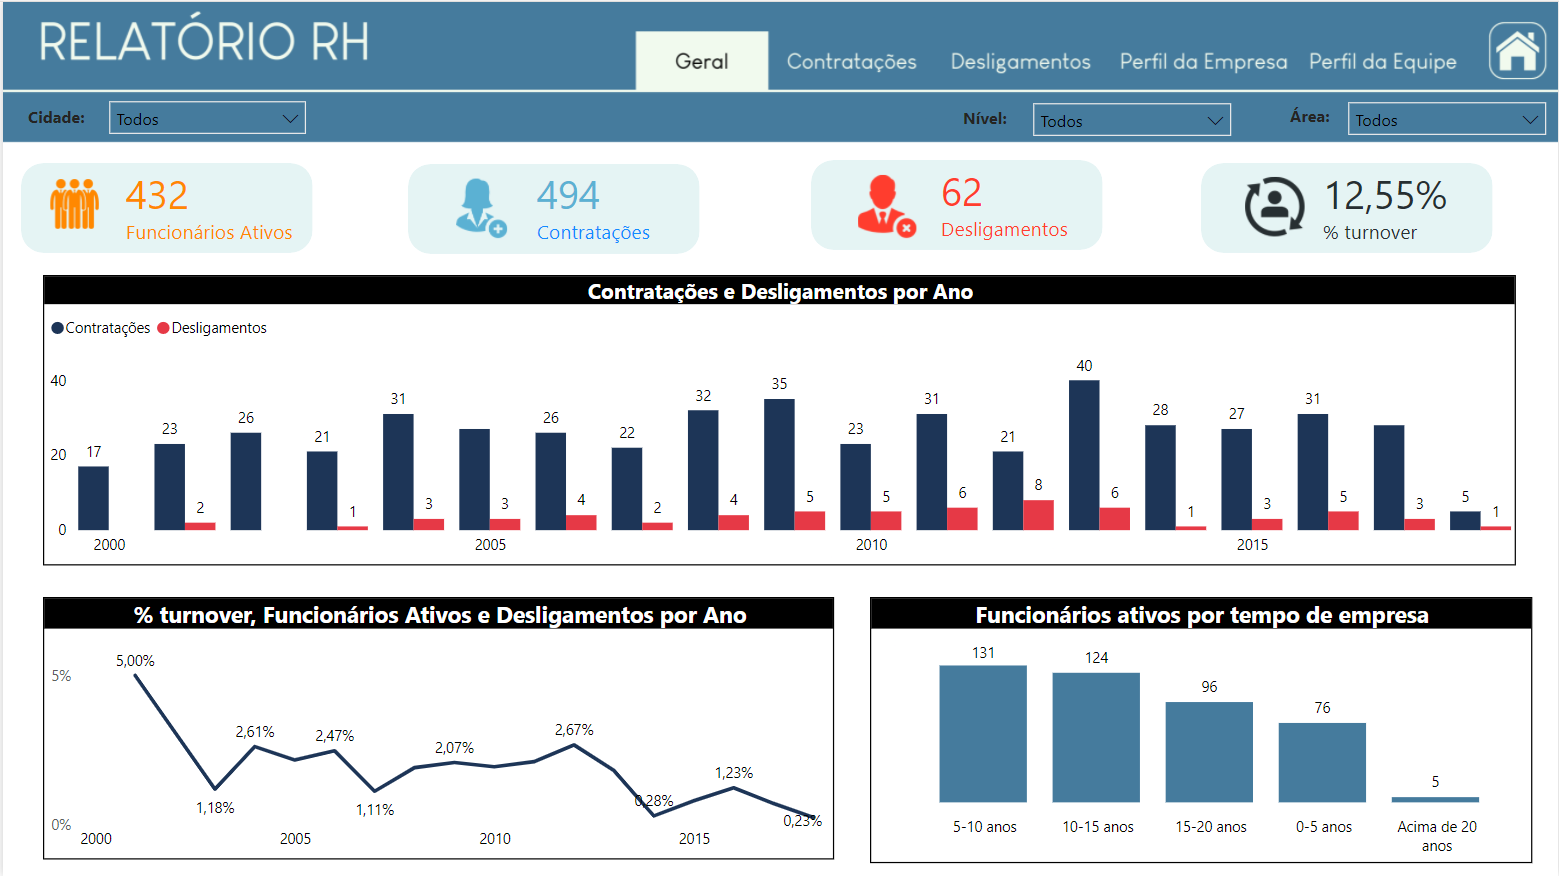 RELATÓRIO RH
Geral
Contratações
Desligamentos
Perfil da Empresa
Perfil da Equipe
Cidade:
Todos
Nível:
Todos
Área:
Todos
432
Funcionários Ativos
494
Contratações
62
Desligamentos
12,55%
% turnover
Contratações e Desligamentos por Ano
Contratações
Desligamentos
40
20
0
17
23
2
26
21
1
31
3
3
26
4
22
2
32
4
35
5
23
5
31
6
21
8
40
6
28
1
27
3
31
5
3
5
1
2000
2005
2010
2015
% turnover, Funcionários Ativos e Desligamentos por Ano
5%
0%
5,00%
1,18%
2,61%
2,47%
1,11%
2,07%
2,67%
0,28%
1,23%
0,23%
2000
2005
2010
2015
Funcionários ativos por tempo de empresa
131
124
96
76
5
5-10 anos
10-15 anos
15-20 anos
0-5 anos
Acima de 20
anos